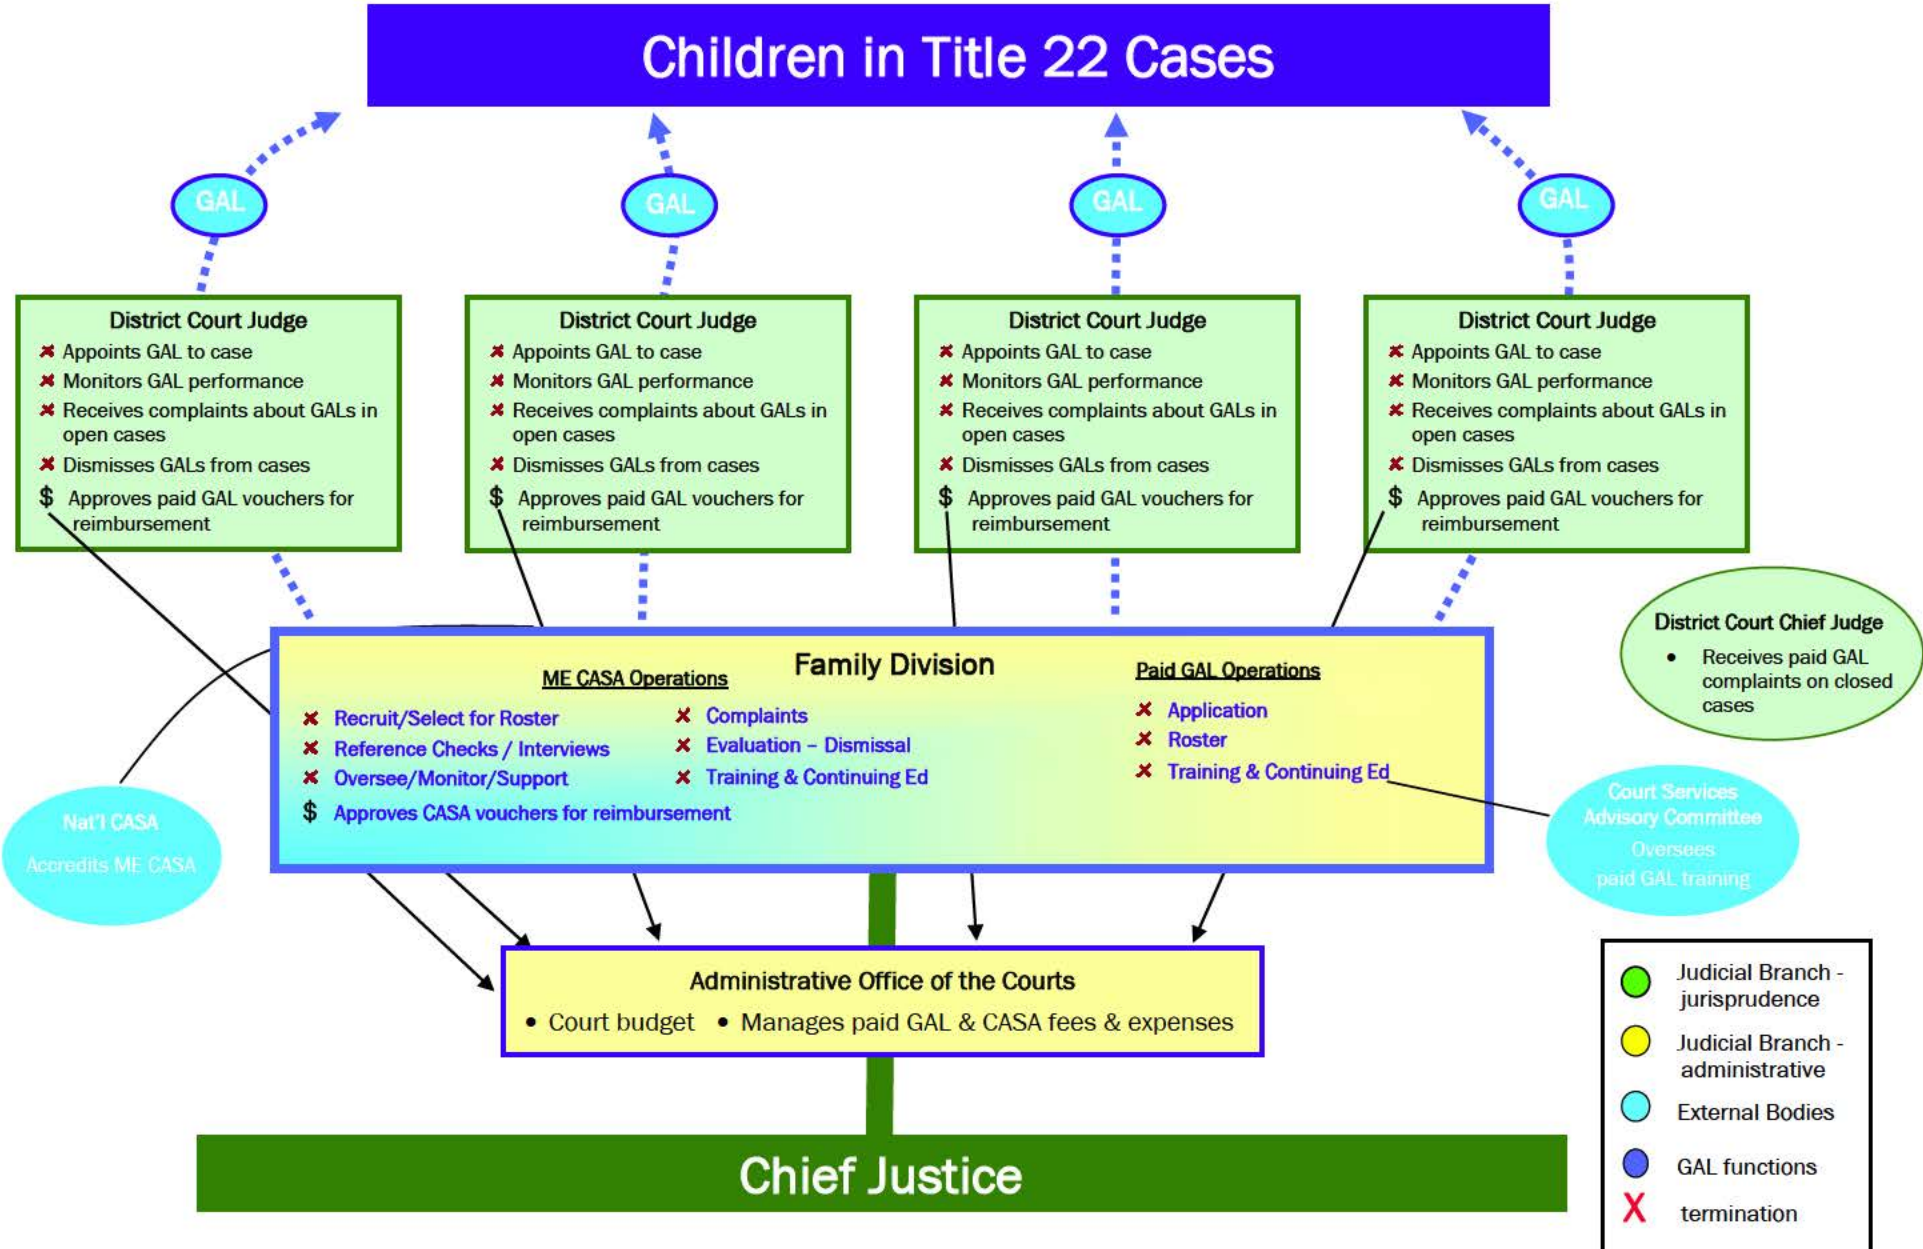 Children in Title 22 Cases
GAL
GAL
GAL
GAL
District Court Judge
Appoints GAL to case
Monitors GAL performance
Receives complaints about GALs in
open cases
Dismisses GALs from cases
$ Approves paid GAL vouchers for
reimbursement
District Court Judge
Appoints GAL to case
Monitors GAL performance
Receives complaints about GALs in
open cases
Dismisses GALs from cases
$ Approves paid GAL vouchers for
reimbursement
District Court Judge
Appoints GAL to case
Monitors GAL performance
Receives complaints about GALs in
open cases
Dismisses GALs from cases
$ Approves paid GAL vouchers for
reimbursement
District Court Judge
Appoints GAL to case
Monitors GAL performance
Receives complaints about GALs in
open cases
Dismisses GALs from cases
$ Approves paid GAL vouchers for
reimbursement
District Court Chief Judge
• Receives paid GAL
complaints on closed
cases
Family Division
ME CASA Operations
Recruit/Select for Roster
Reference Checks / Interviews
Oversee/Monitor/Support
$ Approves CASA vouchers for reimbursement
Complaints
Evaluation – Dismissal
Training & Continuing Ed
Paid GAL Operations
Application
Roster
Training & Continuing Ed
Nat'l CASA
Accredits ME CASA
Court Services
Advisory Committee
Oversees
paid GAL training
Administrative Office of the Courts
• Court budget • Manages paid GAL & CASA fees & expenses
Chief Justice
Judicial Branch -
jurisprudence
Judicial Branch -
administrative
External Bodies
GAL functions
X termination